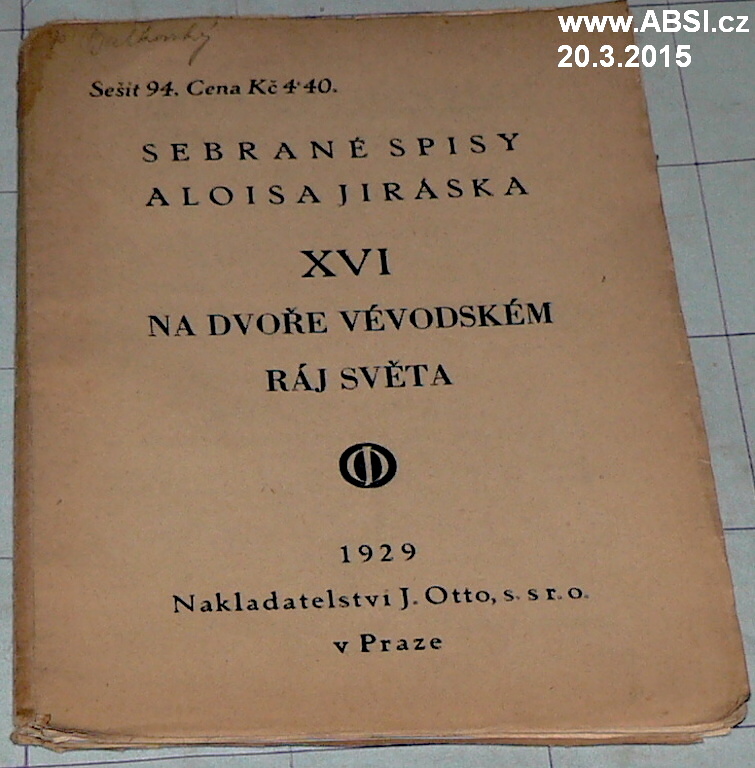 www.ABSI.cz
20.3.2015
Sešit 94. Cena Kč 4·40.
SEBRANÉ SPISY
ALOISA JIRÁSKA
XVI
NA DVOŘE VÉVODSKÉM
RÁJ SVĚTA
1929
Nakladatelství J. Otto, s. s r. o.
v Praze